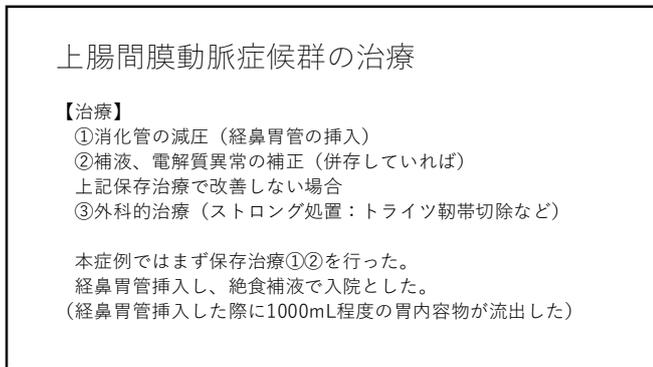 上腸間膜動脈症候群の治療
【治療】
①消化管の減圧（経鼻胃管の挿入）
②補液、電解質異常の補正（併存していれば）
上記保存治療で改善しない場合
③外科的治療（ストロング処置：トライツ靭帯切除など）
本症例ではまず保存治療①②を行った。
経鼻胃管挿入し、絶食補液で入院とした。
（経鼻胃管挿入した際に1000mL程度の胃内容物が流出した）